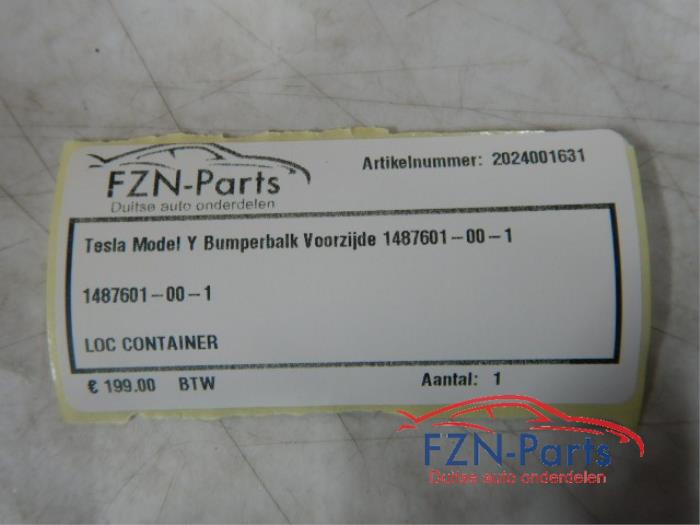 FZN-Parts
Duitse auto onderdelen
Artikelnummer: 2024001631
Tesla Model Y Bumperbalk Voorzijde 1487601-00-1
1487601-00-1
LOC CONTAINER
€ 199.00 BTW
Aantal: 1
FZN-Parts
Duitse auto onderdelen